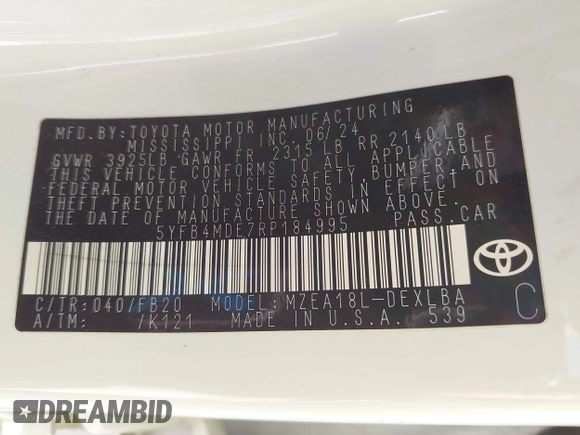 MFD.BY: TOYOTA MOTOR MANUFACTURING
MISSISSIPPI INC. 06/24
GVWR 3925LB GAWR FR 2315LB RR 2140LB
THIS VEHICLE CONFORMS TO ALL APPLICABLE
FEDERAL MOTOR VEHICLE SAFETY, BUMPER, AND
THEFT PREVENTION STANDARDS IN EFFECT ON
THE DATE OF MANUFACTURE SHOWN ABOVE.
5YFB4MDE7RP184995 PASS.CAR
C/TR: 040/FB20 MODEL: MZEA18L-DEXLBA
A/TM: /K121 MADE IN U.S.A. 539
C
DREAMBID